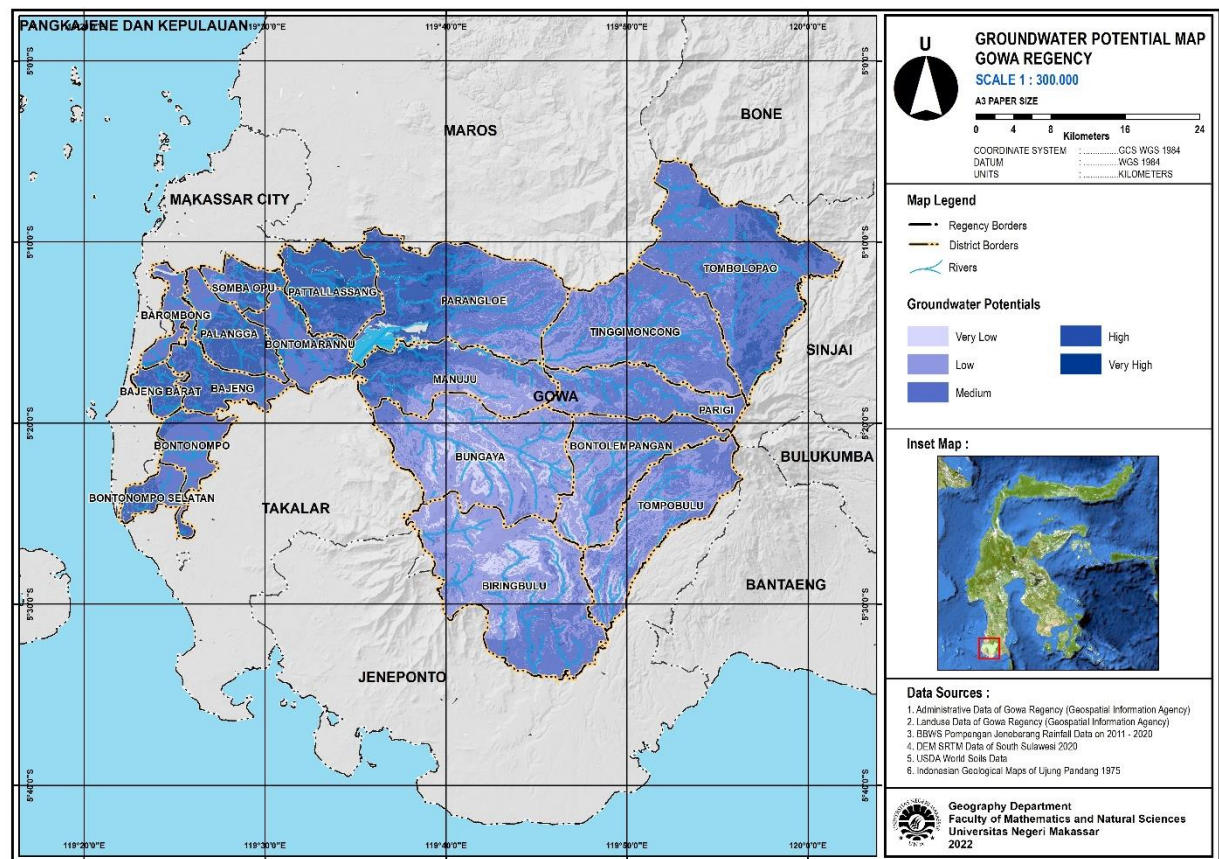 PANGKAJENE DAN KEPULAUAN
119°20'0"E
119°30'0"E
119°40'0"E
119°50'0"E
120°0'0"E
5°0'0"S
5°10'0"S
5°20'0"S
5°30'0"S
5°40'0"S
BONE
MAROS
MAKASSAR CITY
TOMBOLOPAO
SOMBA OPU
PATTALLASSANG
PARANGLOE
BAROMBONG
PALANGGA
TINGGIMONCONG
BONTOMARANNU
SINJAI
MANUJU
BAJENG BARAT
BAJENG
GOWA
PARIGI
BONTONOMPO
BONTOLEMPANGAN
BUNGAYA
BULUKUMBA
BONTONOMPO SELATAN
TAKALAR
TOMPOBULU
BIRINGBULU
BANTAENG
JENEPONTO
5°0'0"S
5°10'0"S
5°20'0"S
5°30'0"S
5°40'0"S
119°20'0"E
119°30'0"E
119°40'0"E
119°50'0"E
120°0'0"E
U
GROUNDWATER POTENTIAL MAP
GOWA REGENCY
SCALE 1 : 300.000
A3 PAPER SIZE
0 4 8 16 24
Kilometers
COORDINATE SYSTEM : ..............GCS WGS 1984
DATUM : ..............WGS 1984
UNITS : ..............KILOMETERS
Map Legend
Regency Borders
District Borders
Rivers
Groundwater Potentials
Very Low
Low
Medium
High
Very High
Inset Map :
Data Sources :
1. Administrative Data of Gowa Regency (Geospatial Information Agency)
2. Landuse Data of Gowa Regency (Geospatial Information Agency)
3. BBWS Pompengan Jeneberang Rainfall Data on 2011 - 2020
4. DEM SRTM Data of South Sulawesi 2020
5. USDA World Soils Data
6. Indonesian Geological Maps of Ujung Pandang 1975
Geography Department
Faculty of Mathematics and Natural Sciences
Universitas Negeri Makassar
2022